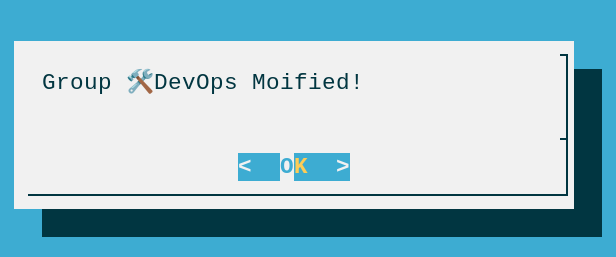 Group 🛠️DevOps Moified!
<  OK  >